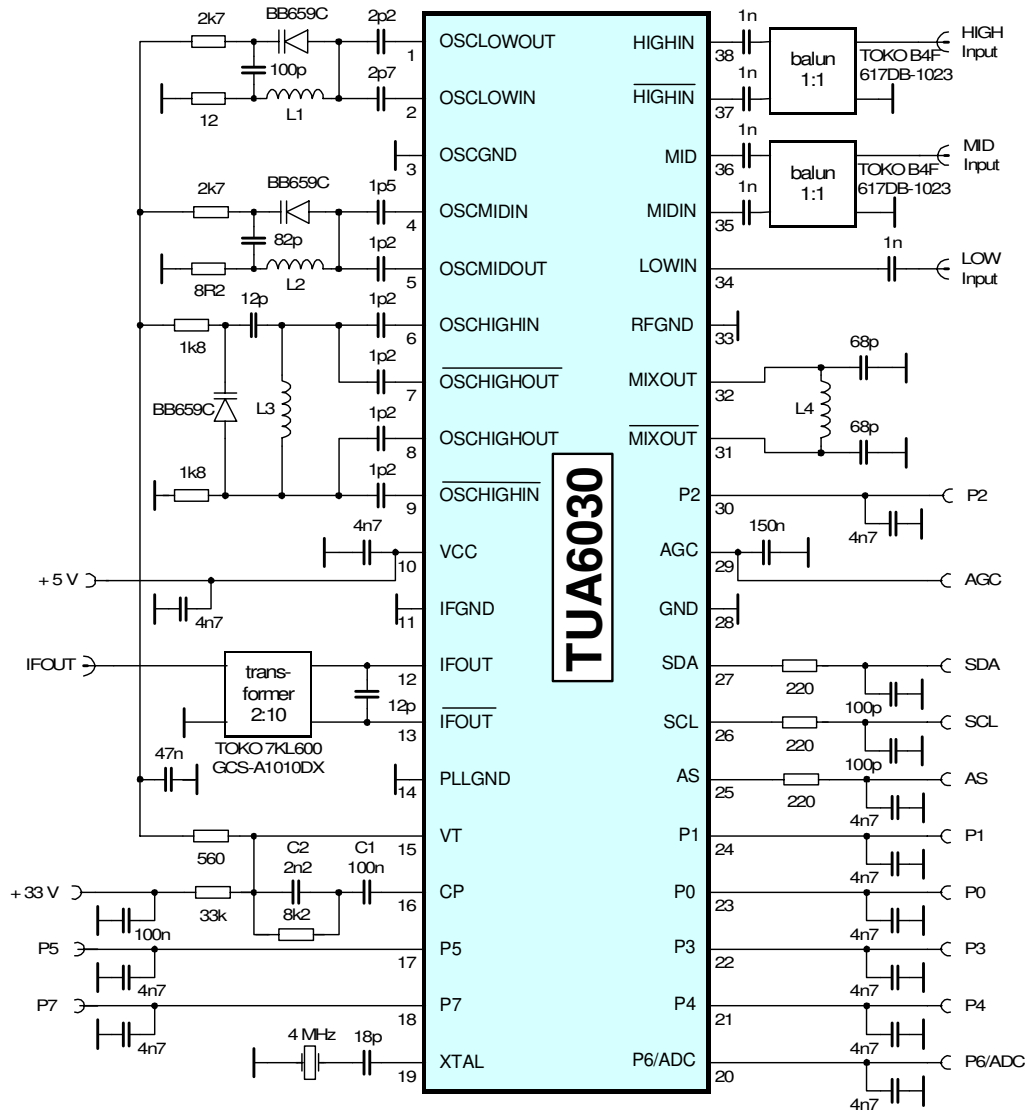 2k7
BB659C
2p2
1
OSCLOWOUT
100p
2p7
12
L1
2
OSCLOWIN
3
OSCGND
2k7
BB659C
1p5
4
OSCMIDIN
82p
1p2
8R2
L2
5
OSCMIDOUT
12p
1p2
1k8
6
OSCHIGHIN
1p2
7
OSCHIGHOUT
BB659C
L3
1p2
8
OSCHIGHOUT
1k8
1p2
9
OSCHIGHIN
4n7
10
VCC
+ 5 V
4n7
11
IFGND
IFOUT
trans-
former
2:10
12
IFOUT
12p
13
IFOUT
TOKO 7KL600
GCS-A1010DX
47n
14
PLLGND
560
15
VT
C2
2n2
C1
100n
+ 33 V
33k
8k2
16
CP
100n
P5
17
P5
4n7
P7
18
P7
4n7
4 MHz
18p
19
XTAL
TUA6030
HIGHIN
38
1n
balun
1:1
TOKO B4F
617DB-1023
HIGH
Input
HIGHIN
37
1n
MID
36
1n
balun
1:1
TOKO B4F
617DB-1023
MID
Input
MIDIN
35
1n
LOWIN
34
1n
LOW
Input
RFGND
33
MIXOUT
32
68p
L4
MIXOUT
31
68p
P2
30
4n7
P2
AGC
29
150n
AGC
GND
28
SDA
27
220
100p
SDA
SCL
26
220
100p
SCL
AS
25
220
4n7
AS
P1
24
4n7
P1
P0
23
4n7
P0
P3
22
4n7
P3
P4
21
4n7
P4
P6/ADC
20
4n7
P6/ADC